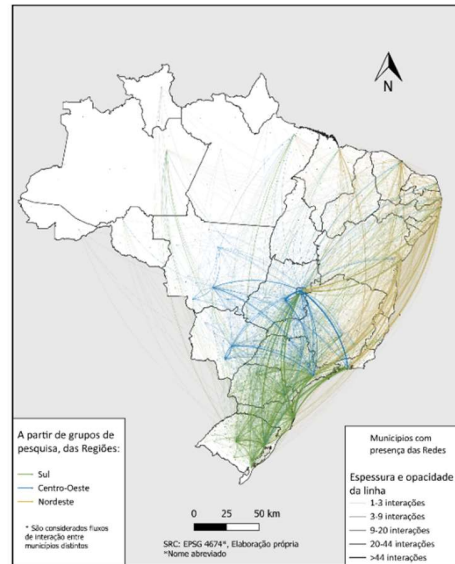 N
A partir de grupos de
pesquisa, das Regiões:
Sul
Centro-Oeste
Nordeste
* São considerados fluxos
de interação entre
municípios distintos
0 25 50 km
SRC: EPSG 4674*, Elaboração própria
*Nome abreviado
Municípios com
presença das Redes
Espessura e opacidade
da linha
1-3 interações
3-9 interações
9-20 interações
20-44 interações
>44 interações